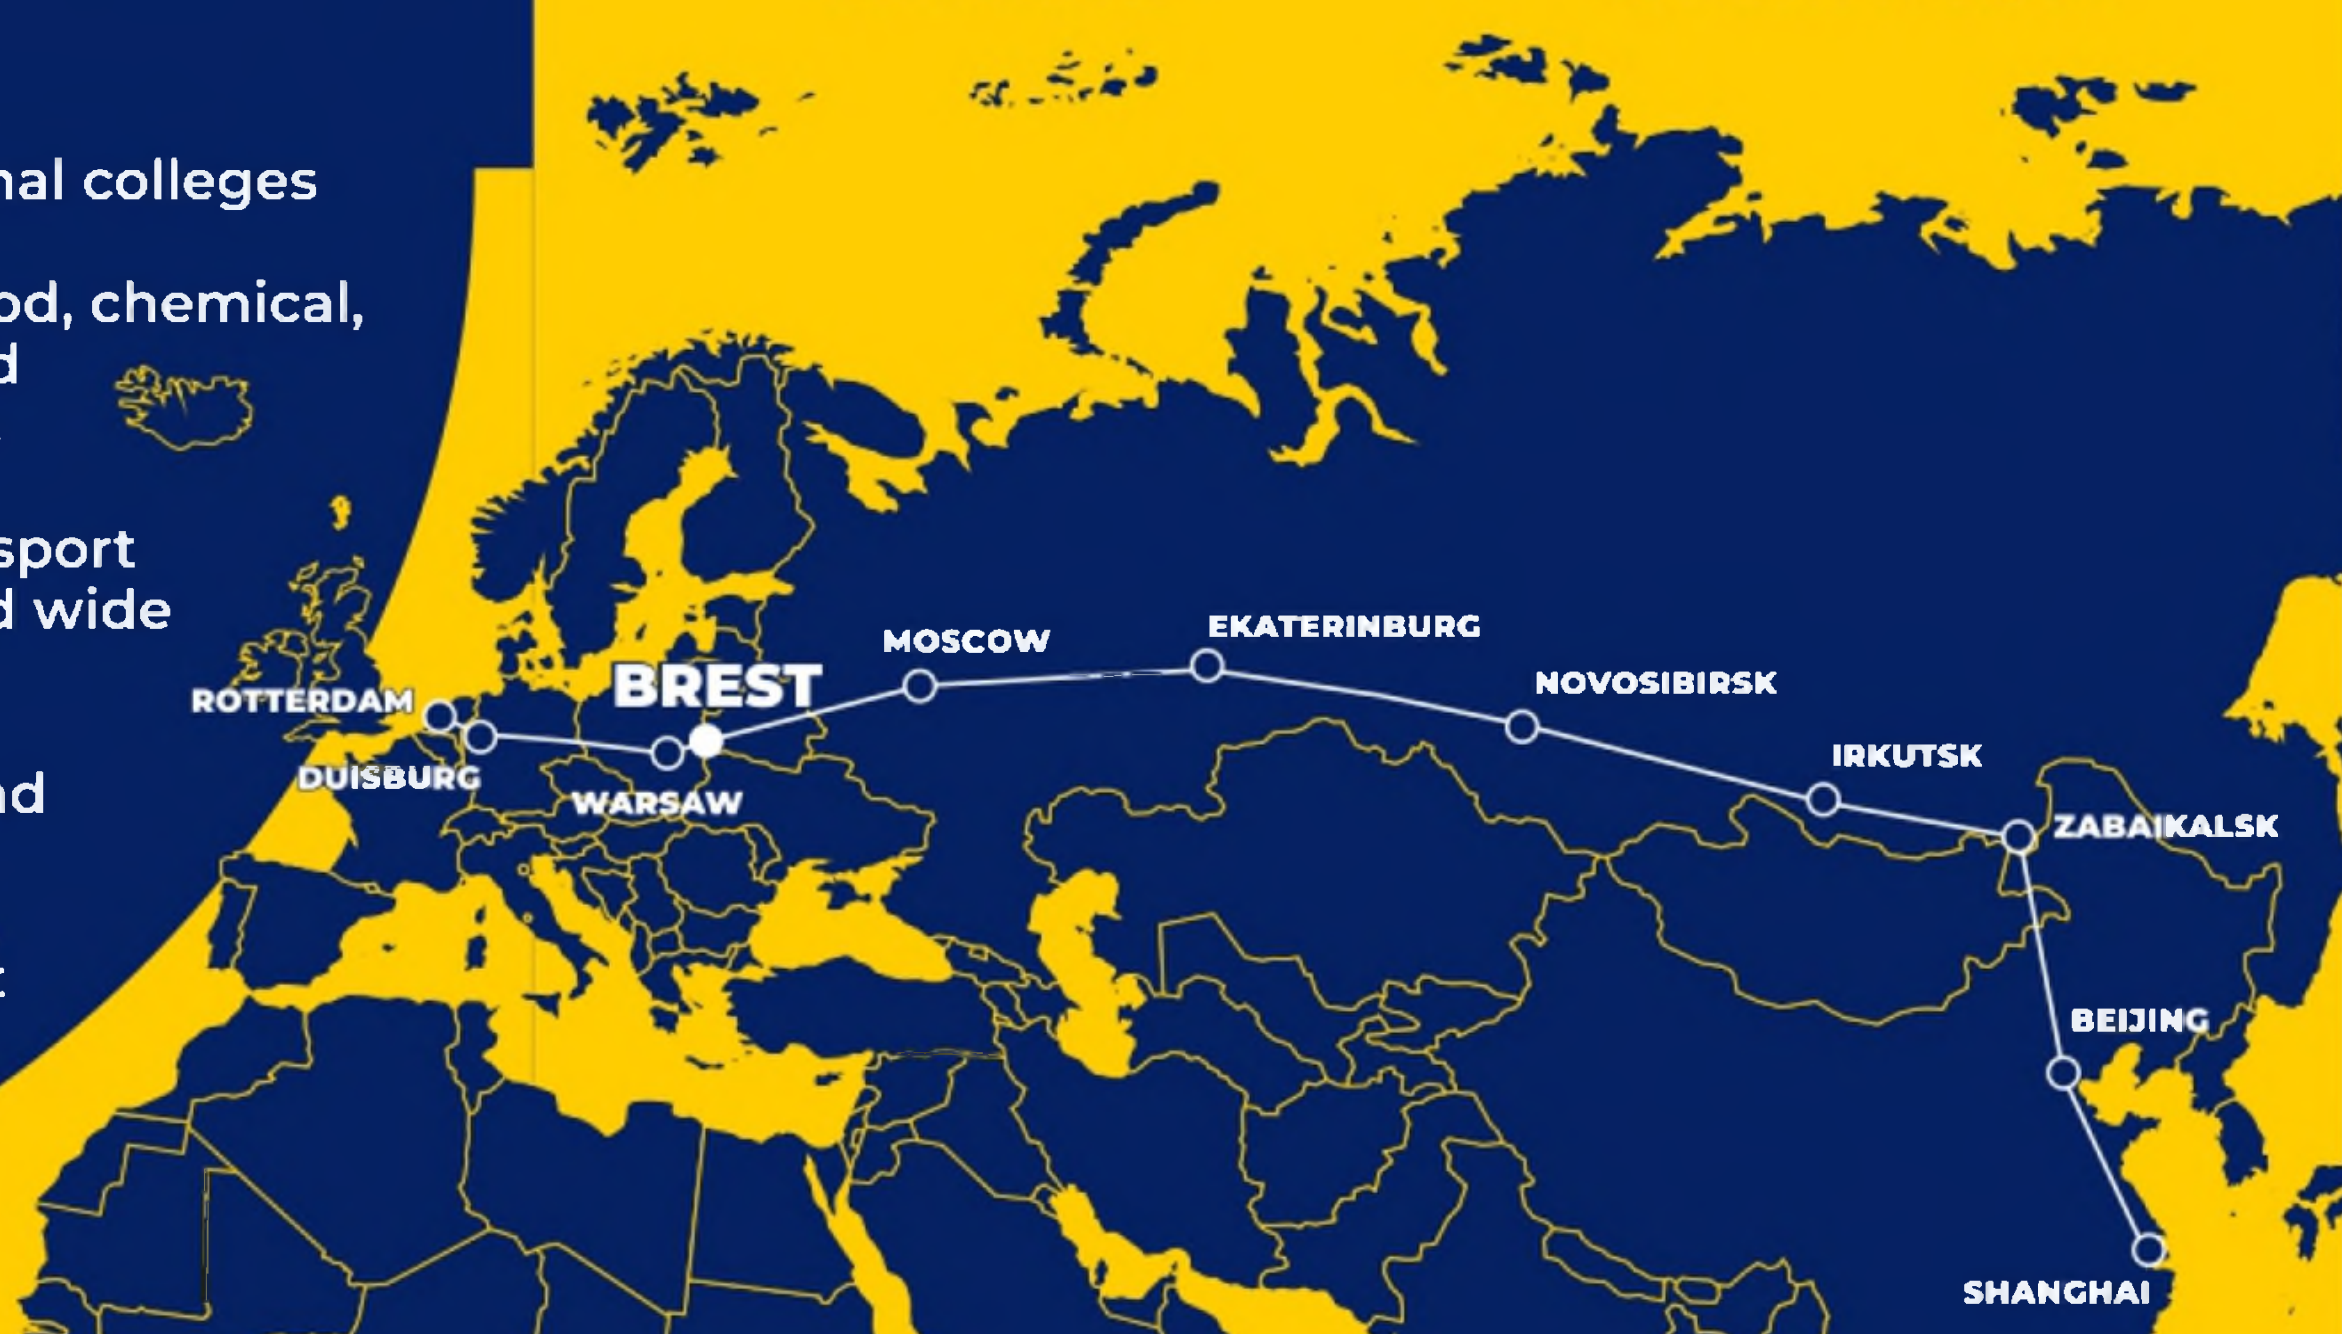 nal colleges
od, chemical,
d
sport
d wide
nd
t
EKATERINBURG
MOSCOW
BREST
NOVOSIBIRSK
ROTTERDAM
IRKUTSK
DUISBURG
WARSAW
ZABAIKALSK
BEIJING
SHANGHAI